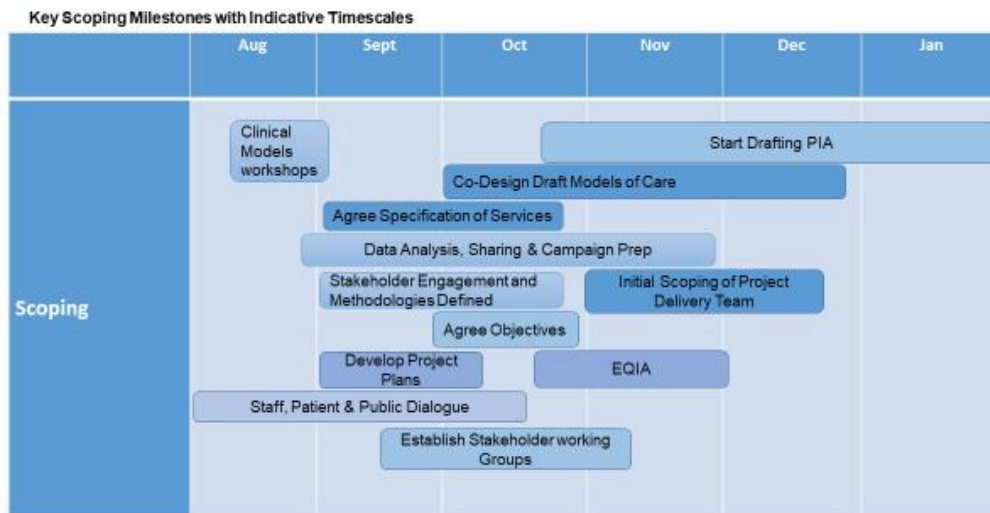 Key Scoping Milestones with Indicative Timescales
Aug Sept Oct Nov Dec Jan
Scoping
Clinical
Models
workshops
Start Drafting PIA
Co-Design Draft Models of Care
Agree Specification of Services
Data Analysis, Sharing & Campaign Prep
Stakeholder Engagement and
Methodologies Defined
Initial Scoping of Project
Delivery Team
Agree Objectives
Develop Project
Plans
EQIA
Staff, Patient & Public Dialogue
Establish Stakeholder working
Groups